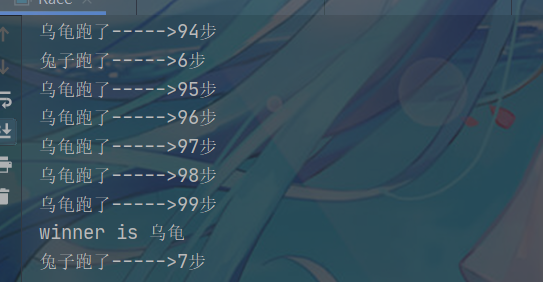 Race
乌龟跑了----->94步
兔子跑了----->6步
乌龟跑了----->95步
乌龟跑了----->96步
乌龟跑了----->97步
乌龟跑了----->98步
乌龟跑了----->99步
winner is 乌龟
兔子跑了----->7步